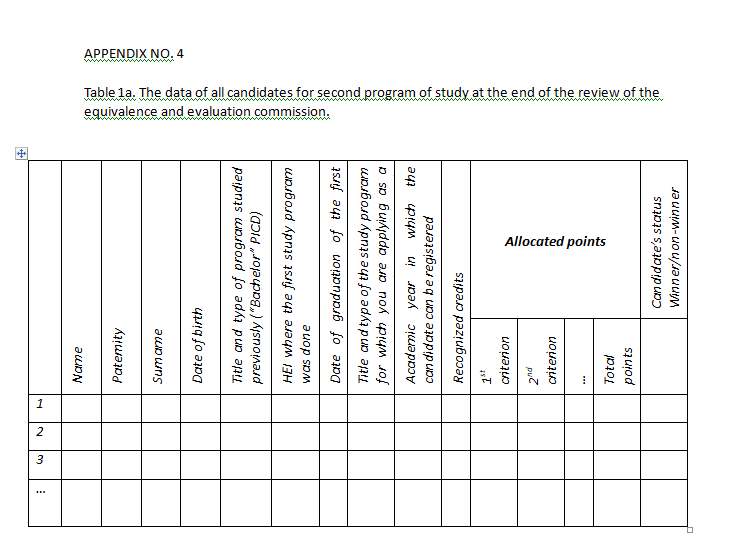 APPENDIX NO. 4
Table 1a. The data of all candidates for second program of study at the end of the review of the
equivalence and evaluation commission.
Name
Paternity
Surname
Date of birth
Title and type of program studied
previously ("Bachelor" PICD)
HEI where the first study program
was done
Date of graduation of the first
Title and type of the study program
for which you are applying as a
Academic year in which the
candidate can be registered
Recognized credits
Allocated points
1st
criterion
2nd
criterion
...
Total
points
Candidate's status
Winner/non-winner
1
2
3
...